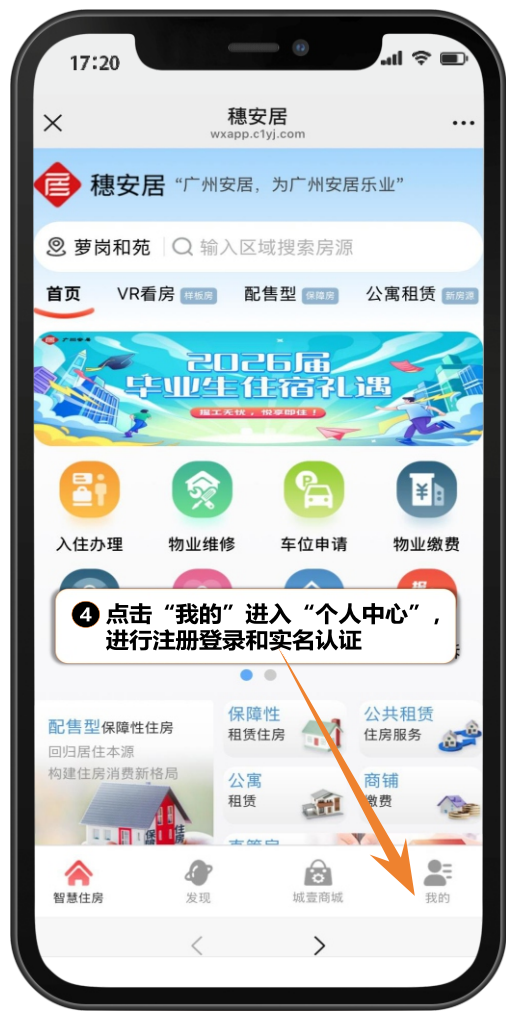 17:20
穗安居
wxapp.c1yj.com
居 穗安居 “广州安居，为广州安居乐业”
萝岗和苑 输入区域搜索房源
首页 VR看房 样板房 配售型 保障房 公寓租赁 新房源
2026届
毕业生住宿礼遇
入住办理 物业维修 车位申请 物业缴费
❹ 点击“我的”进入“个人中心”，
进行注册登录和实名认证
配售型保障性住房
回归居住本源
构建住房消费新格局
保障性
租赁住房
公共租赁
住房服务
公寓
租赁
商铺
缴费
智慧住房 发现 城壹商城 我的